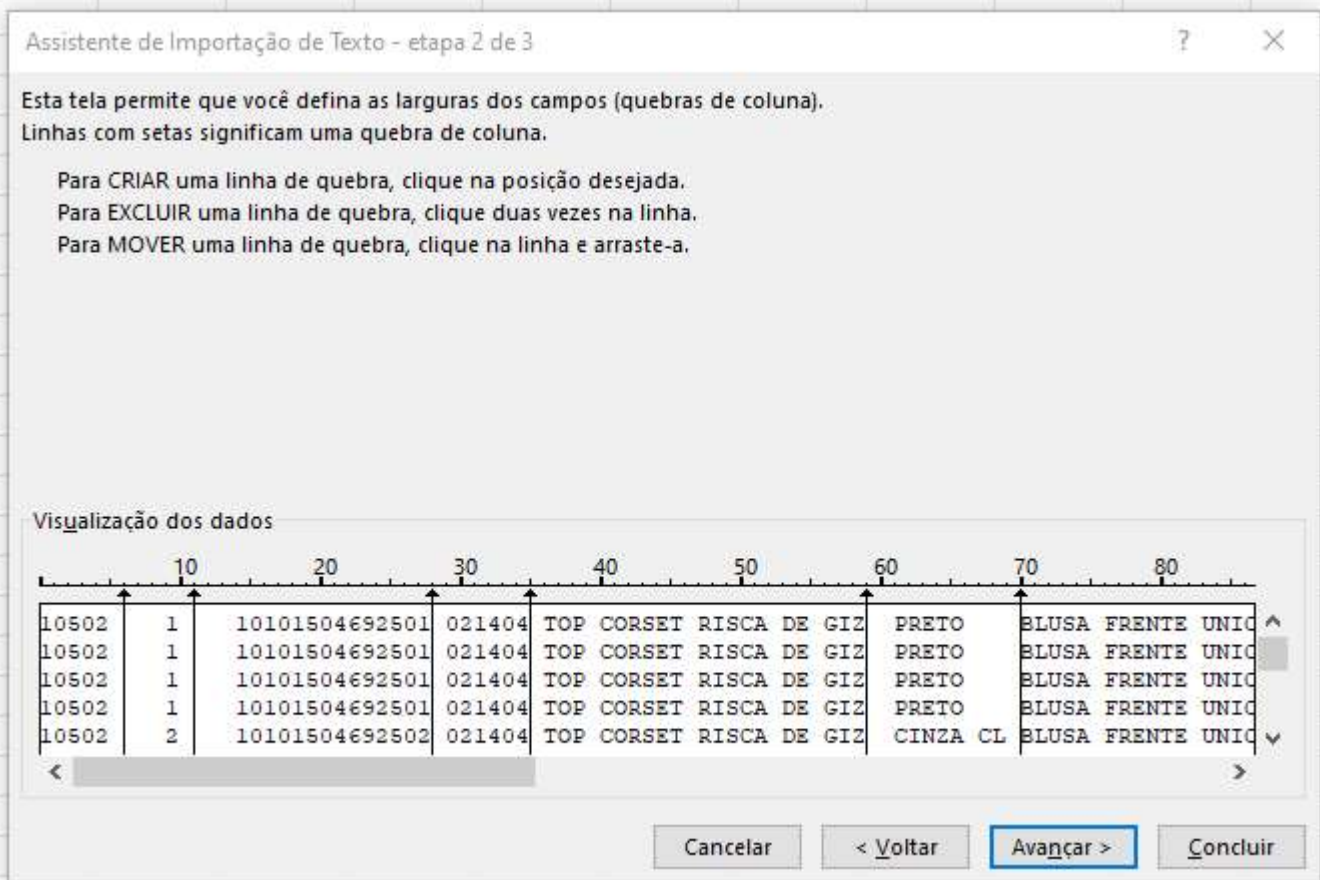 Assistente de Importação de Texto - etapa 2 de 3 ? ×
Esta tela permite que você defina as larguras dos campos (quebras de coluna).
Linhas com setas significam uma quebra de coluna.
Para CRIAR uma linha de quebra, clique na posição desejada.
Para EXCLUIR uma linha de quebra, clique duas vezes na linha.
Para MOVER uma linha de quebra, clique na linha e arraste-a.
Visualização dos dados
10 20 30 40 50 60 70 80
10502 1 10101504692501 021404 TOP CORSET RISCA DE GIZ PRETO BLUSA FRENTE UNIC
10502 1 10101504692501 021404 TOP CORSET RISCA DE GIZ PRETO BLUSA FRENTE UNIC
10502 1 10101504692501 021404 TOP CORSET RISCA DE GIZ PRETO BLUSA FRENTE UNIC
10502 1 10101504692501 021404 TOP CORSET RISCA DE GIZ PRETO BLUSA FRENTE UNIC
10502 2 10101504692502 021404 TOP CORSET RISCA DE GIZ CINZA CL BLUSA FRENTE UNIC
Cancelar < Voltar Avançar > Concluir